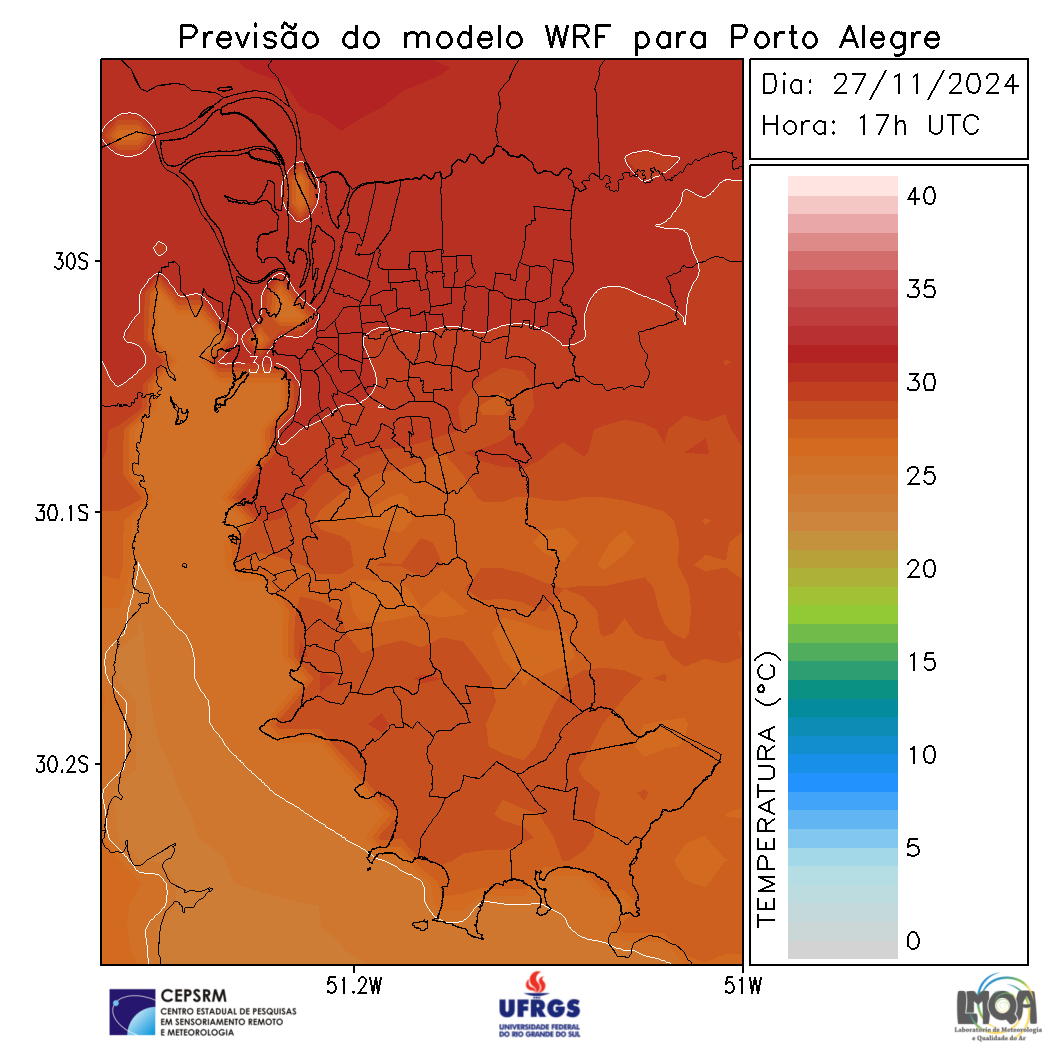 Previsão do modelo WRF para Porto Alegre
Dia: 27/11/2024
Hora: 17h UTC
40
35
30
25
20
15
10
5
0
TEMPERATURA (°C)
30S
30.1S
30.2S
30
51.2W
51W
CEPSRM
CENTRO ESTADUAL DE PESQUISAS
EM SENSORIAMENTO REMOTO
E METEOROLOGIA
UFRGS
UNIVERSIDADE FEDERAL
DO RIO GRANDE DO SUL
LMQA
Laboratório de Meteorologia
e Qualidade do Ar